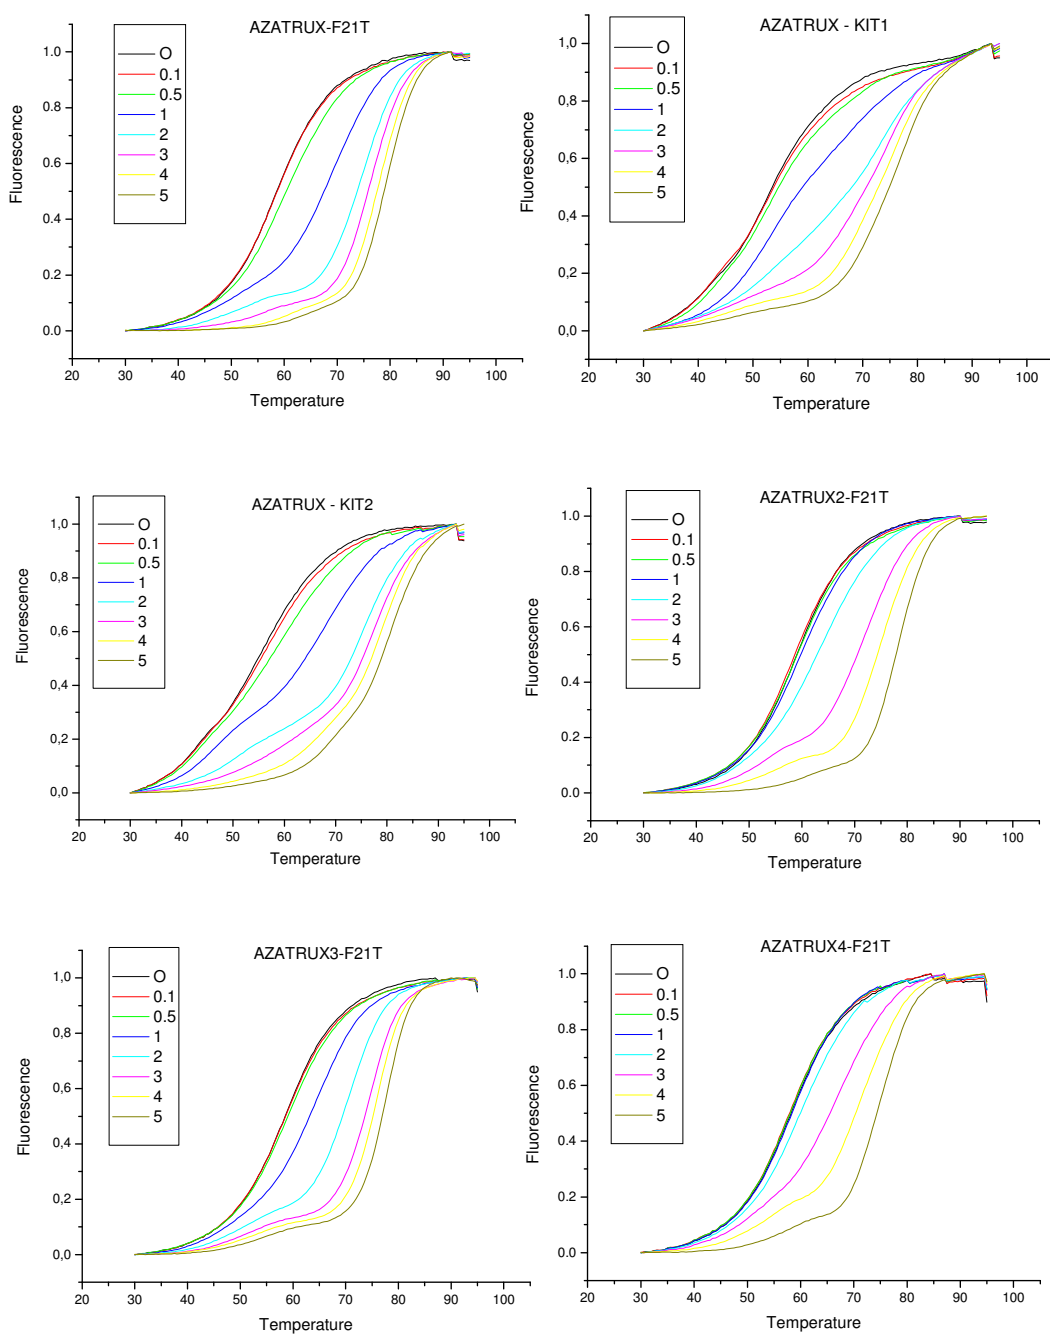 AZATRUX-F21T
Fluorescence
1.0
0.8
0.6
0.4
0.2
0.0
O
0.1
0.5
1
2
3
4
5
20 30 40 50 60 70 80 90 100
Temperature
AZATRUX - KIT1
Fluorescence
1,0
0,8
0,6
0,4
0,2
0,0
O
0.1
0.5
1
2
3
4
5
20 30 40 50 60 70 80 90 100
Temperature
AZATRUX - KIT2
Fluorescence
1,0
0,8
0,6
0,4
0,2
0,0
O
0.1
0.5
1
2
3
4
5
20 30 40 50 60 70 80 90 100
Temperature
AZATRUX2-F21T
Fluorescence
1.0
0.8
0.6
0.4
0.2
0.0
O
0.1
0.5
1
2
3
4
5
20 30 40 50 60 70 80 90 100
Temperature
AZATRUX3-F21T
Fluorescence
1,0
0,8
0,6
0,4
0,2
0,0
O
0.1
0.5
1
2
3
4
5
20 30 40 50 60 70 80 90 100
Temperature
AZATRUX4-F21T
Fluorescence
1,0
0,8
0,6
0,4
0,2
0,0
O
0.1
0.5
1
2
3
4
5
20 30 40 50 60 70 80 90 100
Temperature